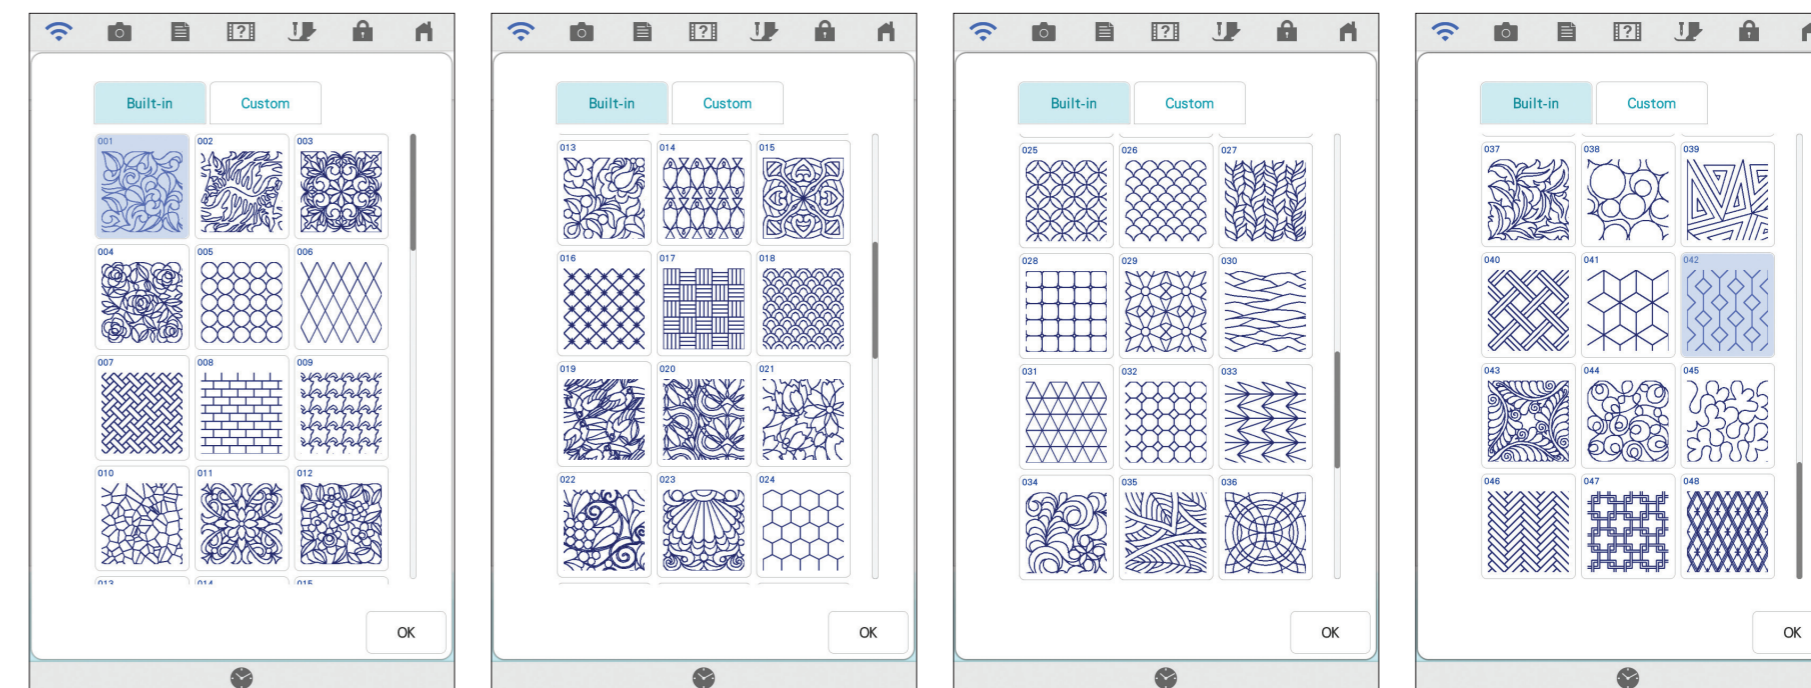 Built-in Custom
001 002 003
004 005 006
007 008 009
010 011 012
013 014 015
OK
Built-in Custom
013 014 015
016 017 018
019 020 021
022 023 024
OK
Built-in Custom
025 026 027
028 029 030
031 032 033
034 035 036
OK
Built-in Custom
037 038 039
040 041 042
043 044 045
046 047 048
OK